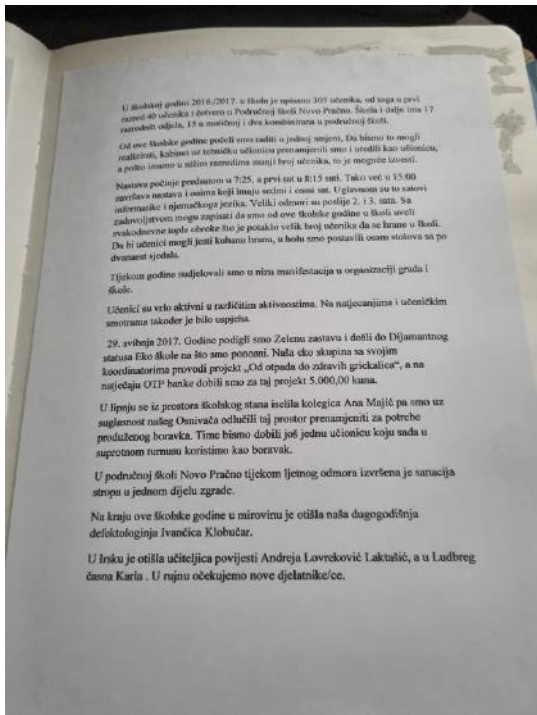 U školskoj godini 2016./2017. u školu je upisano 305 učenika, od toga u prvi
razred 40 učenika i četvero u Područnoj školi Novo Pračno. Škola i dalje ima 17
razrednih odjela, 15 u matičnoj i dva kombinirana u područnoj školi.
Od ove školske godine počeli smo raditi u jednoj smjeni. Da bismo to mogli
realizirati, kabinet uz tehničku učionicu prenamjenili smo i uredili kao učionicu,
a pošto imamo u nižim razredima manji broj učenika, to je moguće izvesti.
Nastava počinje predsatom u 7:25, a prvi sat u 8:15 sati. Tako već u 15:00
završava nastava i onima koji imaju sedmi i osmi sat. Uglavnom su to satovi
informatike i njemačkoga jezika. Veliki odmori su poslije 2. i 3. sata. Sa
zadovoljstvom mogu zapisati da smo od ove školske godine u školi uveli
svakodnevne tople obroke što je potaklo velik broj učenika da se hrane u školi.
Da bi učenici mogli jesti kuhanu hranu, u holu smo postavili osam stolova sa po
dvanaest sjedala.
Tijekom godine sudjelovali smo u nizu manifestacija u organizaciji grada i
škole.
Učenici su vrlo aktivni u različitim aktivnostima. Na natjecanjima i učeničkim
smotrama također je bilo uspjeha.
29. svibnja 2017. Godine podigli smo Zelenu zastavu i došli do Dijamantnog
statusa Eko škole na što smo ponosni. Naša eko skupina sa svojim
koordinatorima provodi projekt „Od otpada do zdravih grickalica", a na
natječaju OTP banke dobili smo za taj projekt 5.000,00 kuna.
U lipnju se iz prostora školskog stana iselila kolegica Ana Majić pa smo uz
suglasnost našeg Osnivača odlučili taj prostor prenamjeniti za potrebe
produženog boravka. Time bismo dobili još jednu učionicu koju sada u
suprotnom turnusu koristimo kao boravak.
U područnoj školi Novo Pračno tijekom ljetnog odmora izvršena je sanacija
stropa u jednom dijelu zgrade.
Na kraju ove školske godine u mirovinu je otišla naša dugogodišnja
defektologinja Ivančica Klobučar.
U Irsku je otišla učiteljica povijesti Andreja Lovreković Laktašić, a u Ludbreg
časna Karla . U rujnu očekujemo nove djelatnike/ce.